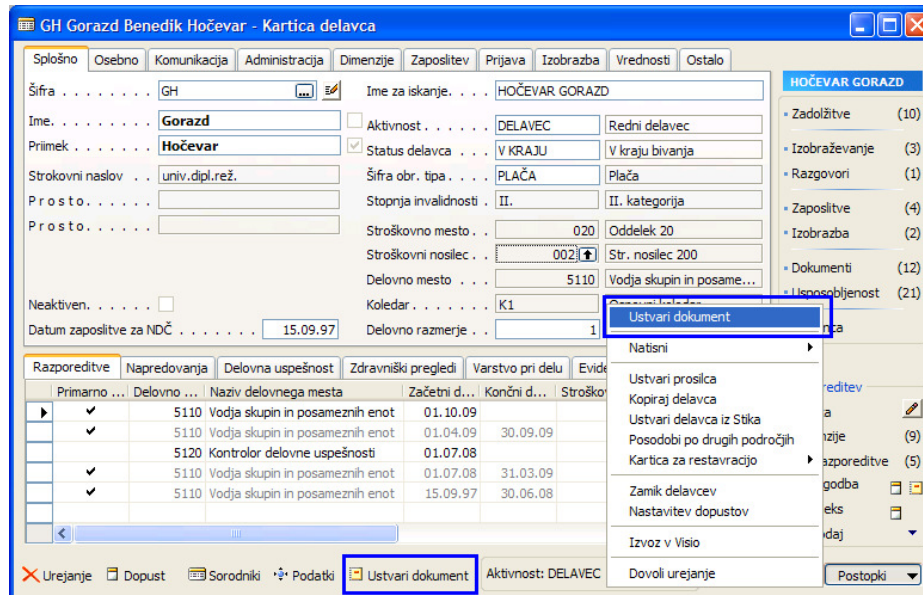 GH Gorazd Benedik Hočevar - Kartica delavca
Splošno Osebno Komunikacija Administracija Dimenzije Zaposlitev Prijava Izobrazba Vrednosti Ostalo
Šifra . . . . . . . . GH ... Ime za iskanje. . . . HOČEVAR GORAZD
Ime. . . . . . . . . Gorazd Aktivnost . . . . . . DELAVEC Redni delavec
Priimek . . . . . . . Hočevar Status delavca . . . V KRAJU V kraju bivanja
Strokovni naslov . . univ.dipl.rež. Šifra obr. tipa . . . . PLAČA Plača
Prosto. . . . . . Stopnja invalidnosti . II. II. kategorija
Prosto. . . . . . Stroškovno mesto . . 020 Oddelek 20
Stroškovni nosilec . . 002 Str. nosilec 200
Delovno mesto . . . 5110 Vodja skupin in posame...
Neaktiven. . . . . . Koledar . . . . . . . K1
Datum zaposlitve za NDČ . . . . . . . 15.09.97 Delovno razmerje . . 1
HOČEVAR GORAZD
Zadolžitve (10)
Izobraževanje (3)
Razgovori (1)
Zaposlitve (4)
Izobrazba (2)
Dokumenti (12)
Usposobljenost (21)
Ustvari dokument
Natisni
Ustvari prosilca
Kopiraj delavca
Ustvari delavca iz Stika
Posodobi po drugih področjih
Kartica za restavracijo
Zamik delavcev
Nastavitev dopustov
Izvoz v Visio
Dovoli urejanje
(9)
(5)
Razporeditve Napredovanja Delovna uspešnost Zdravniški pregledi Varstvo pri delu Evide
Primarno ... Delovno ... Naziv delovnega mesta Začetni d... Končni d... Stroško
5110 Vodja skupin in posameznih enot 01.10.09
5110 Vodja skupin in posameznih enot 01.04.09 30.09.09
5120 Kontrolor delovne uspešnosti 01.07.08
5110 Vodja skupin in posameznih enot 01.07.08 31.03.09
5110 Vodja skupin in posameznih enot 15.09.97 30.06.08
Urejanje Dopust Sorodniki Podatki Ustvari dokument Aktivnost: DELAVEC Postopki